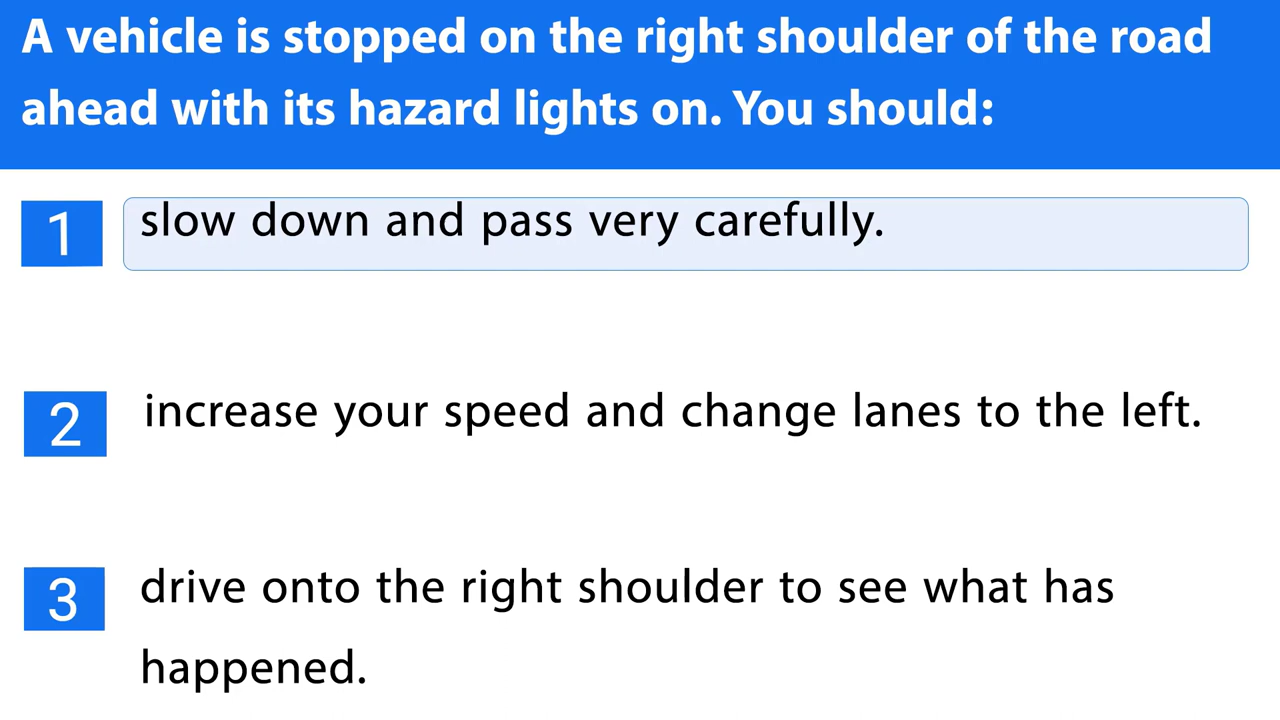 A vehicle is stopped on the right shoulder of the road
ahead with its hazard lights on. You should:
1 slow down and pass very carefully.
2 increase your speed and change lanes to the left.
3 drive onto the right shoulder to see what has
happened.